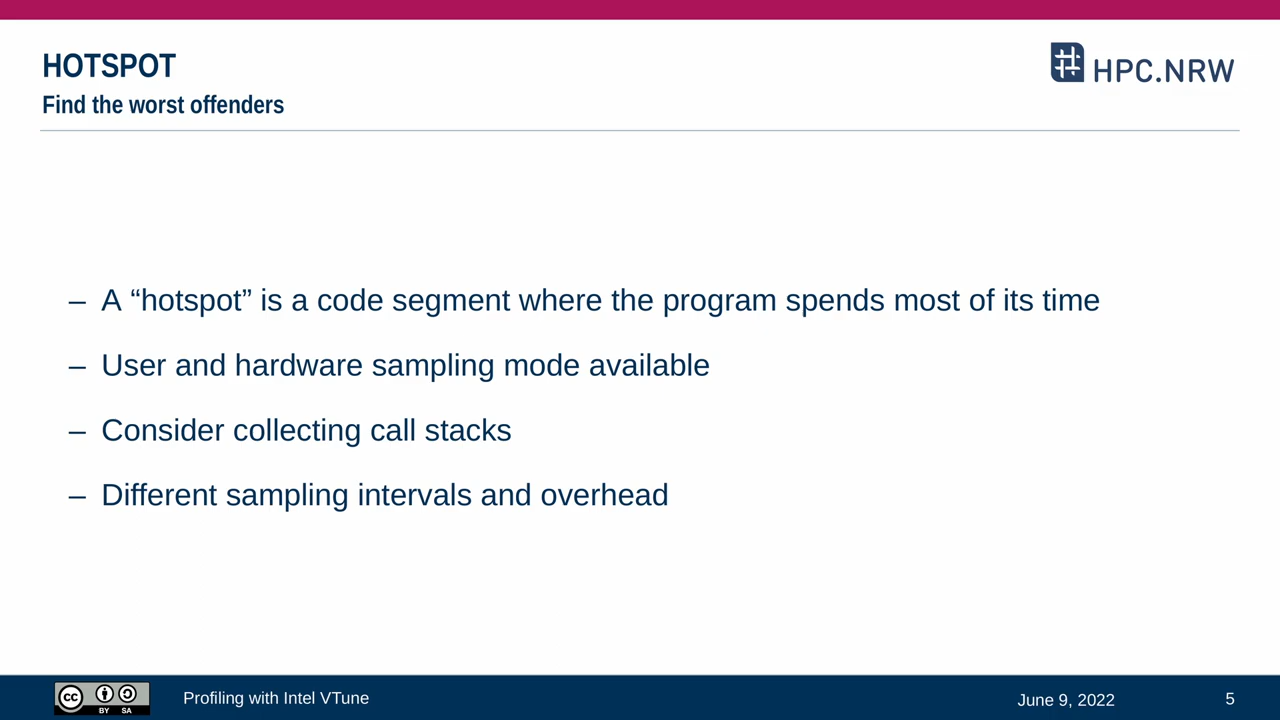 HOTSPOT
HPC.NRW
Find the worst offenders
– A “hotspot” is a code segment where the program spends most of its time
– User and hardware sampling mode available
– Consider collecting call stacks
– Different sampling intervals and overhead
cc BY SA
Profiling with Intel VTune
June 9, 2022
5